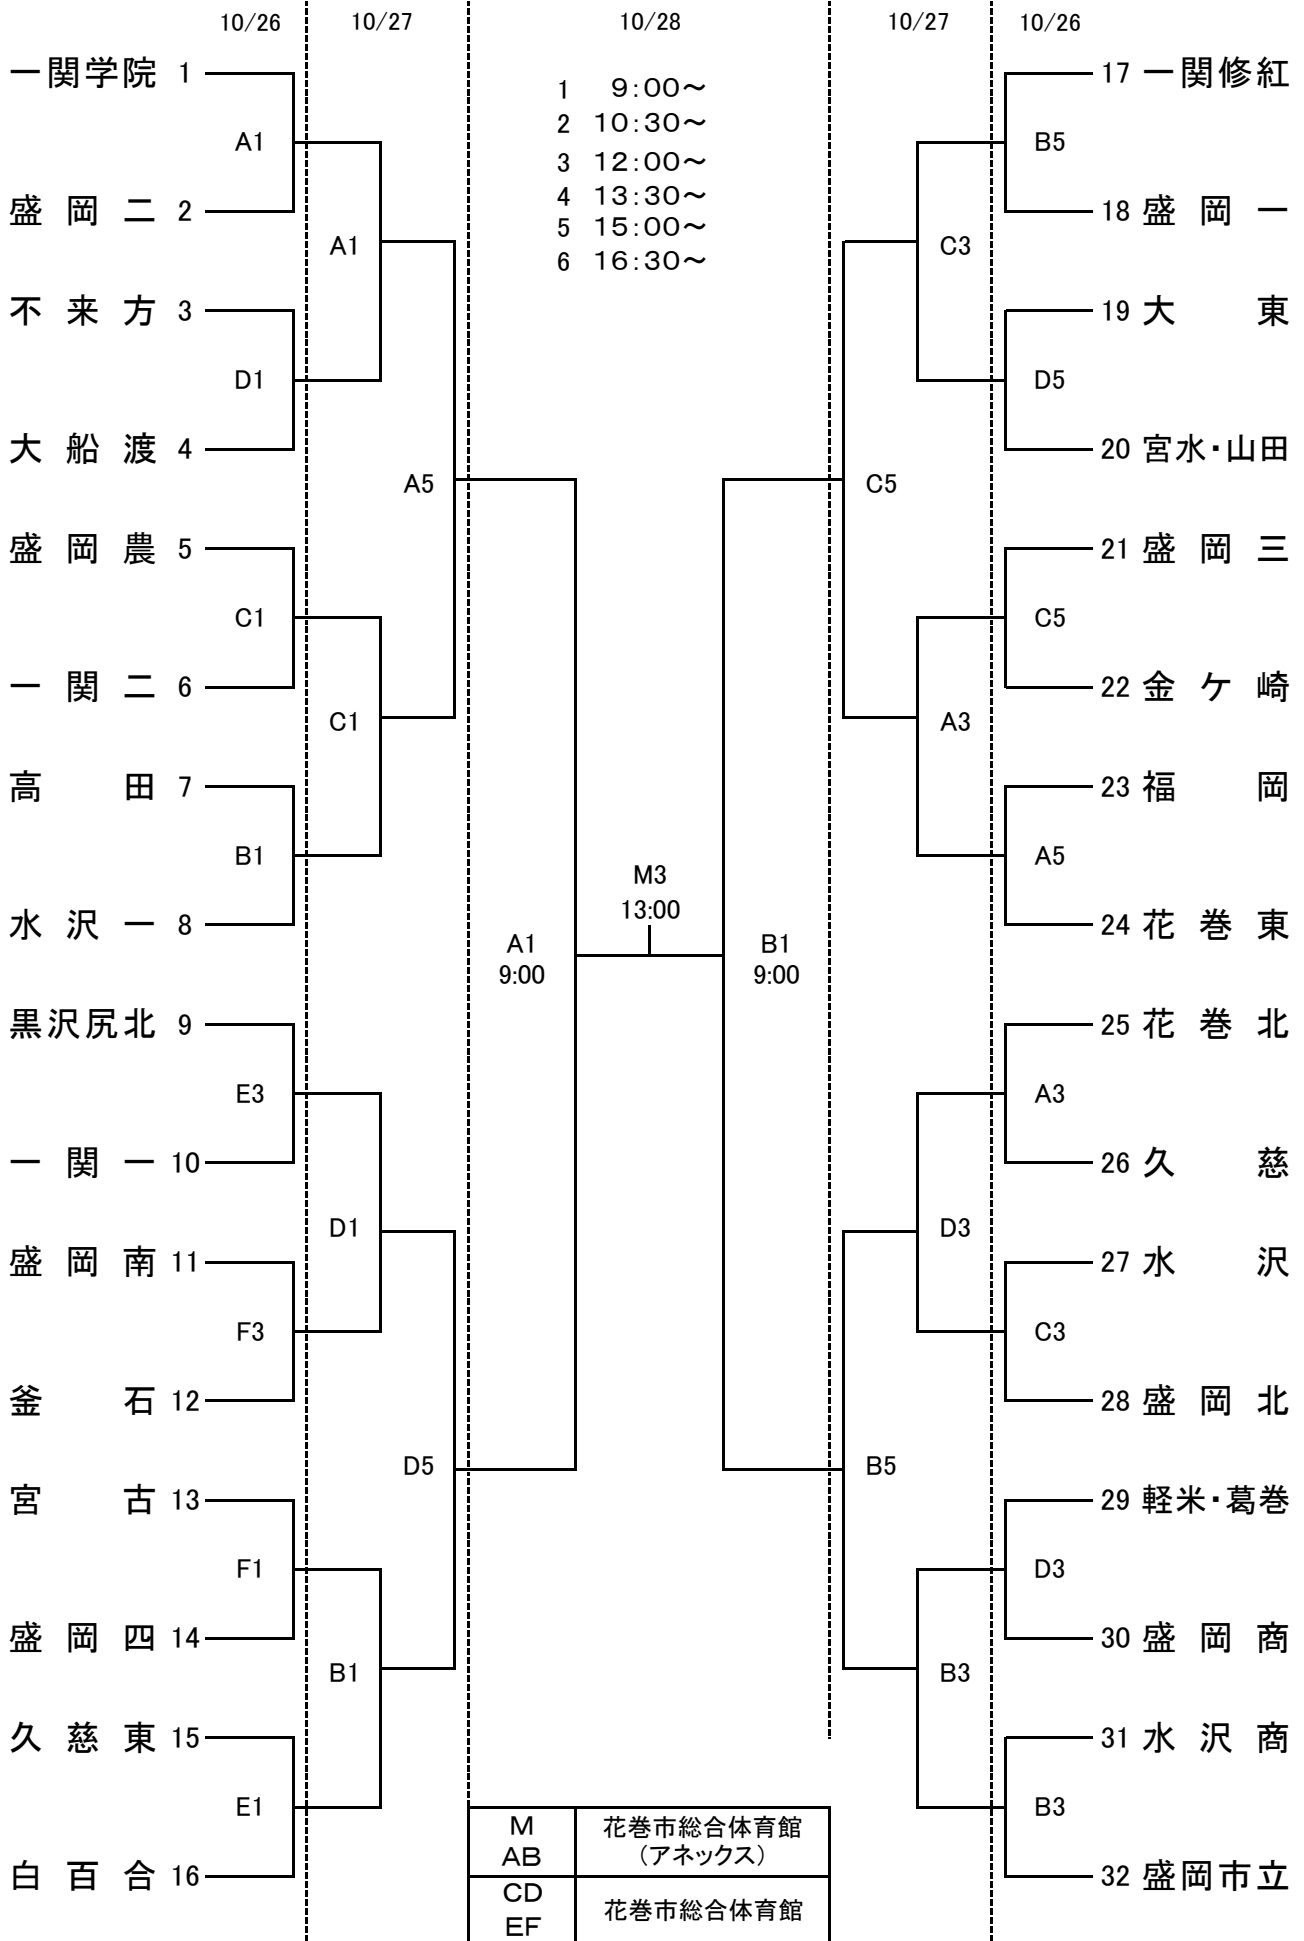 10/26 10/27 10/28 10/27 10/26
1 9:00～
2 10:30～
3 12:00～
4 13:30～
5 15:00～
6 16:30～
一関学院 1
A1
盛岡二 2
A1
不来方 3
D1
大船渡 4
A5
盛岡農 5
C1
一関二 6
C1
高田 7
B1
水沢一 8
A1
9:00
黒沢尻北 9
E3
一関一 10
D1
盛岡南 11
F3
釜石 12
D5
宮古 13
F1
盛岡四 14
B1
久慈東 15
E1
白百合 16
M3
13:00
17 一関修紅
B5
18 盛岡一
C3
19 大東
D5
20 宮水・山田
C5
21 盛岡三
C5
22 金ケ崎
A3
23 福岡
A5
24 花巻東
B1
9:00
25 花巻北
A3
26 久慈
D3
27 水沢
C3
28 盛岡北
B5
29 軽米・葛巻
D3
30 盛岡商
B3
31 水沢商
B3
32 盛岡市立
M 花巻市総合体育館
AB （アネックス）
CD
EF 花巻市総合体育館